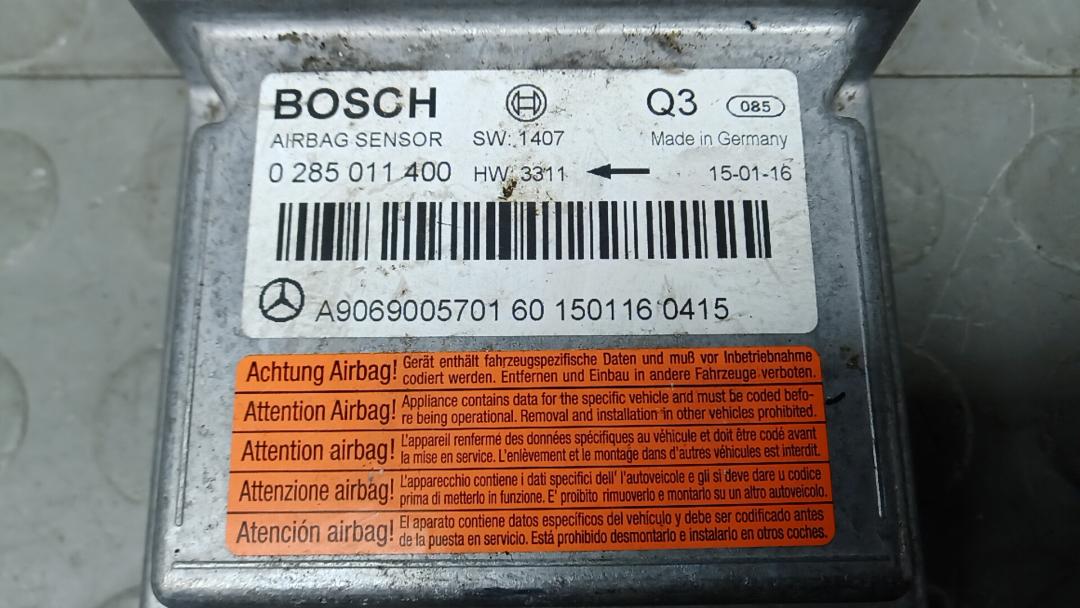 BOSCH Q3 085
AIRBAG SENSOR SW: 1407 Made in Germany
0 285 011 400 HW: 3311 15-01-16
A9069005701 60 150116 0415
Achtung Airbag! Gerät enthält fahrzeugspezifische Daten und muß vor Inbetriebnahme
codiert werden. Entfernen und Einbau in andere Fahrzeuge verboten.
Attention Airbag! Appliance contains data for the specific vehicle and must be coded befo-
re being operational. Removal and installation in other vehicles prohibited.
Attention airbag! L'appareil renfermé des données spécifiques au véhicule et doit être codé avant
la mise en service. L'enlèvement et le montage dans d'autres véhicules est interdit.
Attenzione airbag! L'apparecchio contiene i dati specifici dell' l'autoveicole e gli si deve dare u codice
prima di metterlo in funzione. E' proibito rimuoverlo e montarlo su un altro autoveicolo.
Atención airbag! El aparato contiene datos específicos del vehículo y debe ser codificado antes
de la puesta en servicio. Está prohibido desmontarlo e instalarlo en otros coches.